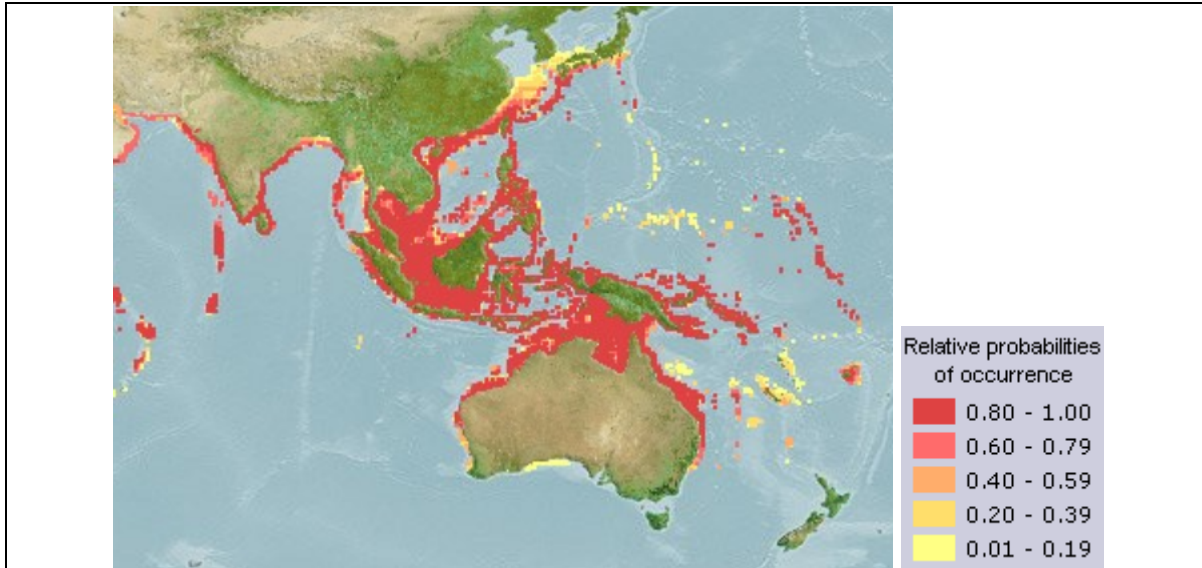 Relative probabilities
of occurrence
0.80 - 1.00
0.60 - 0.79
0.40 - 0.59
0.20 - 0.39
0.01 - 0.19